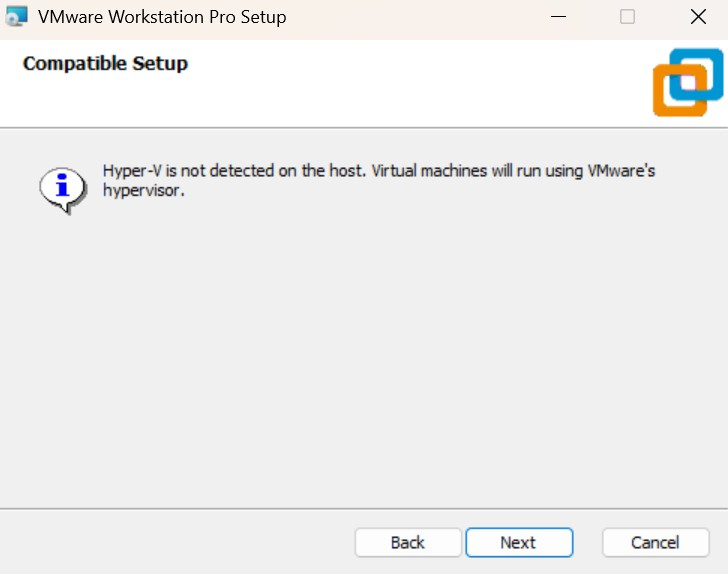 VMware Workstation Pro Setup
Compatible Setup
Hyper-V is not detected on the host. Virtual machines will run using VMware's
hypervisor.
Back Next Cancel